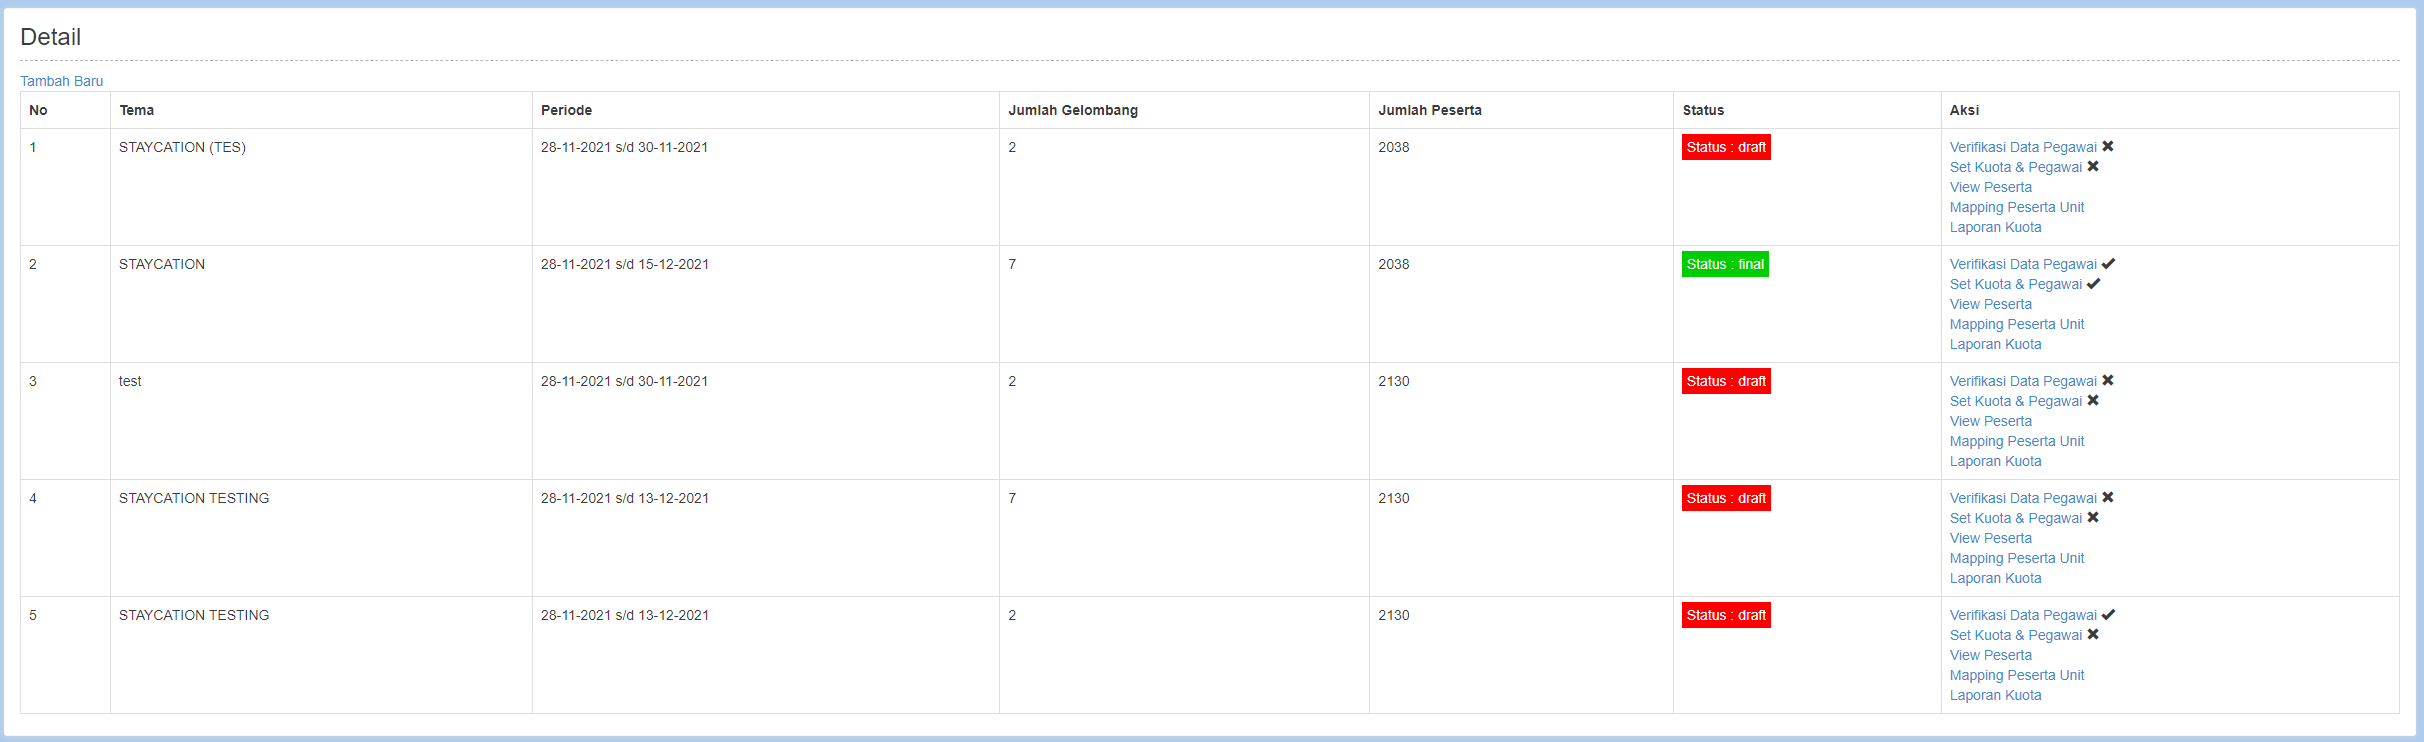 Detail
Tambah Baru
No Tema Periode Jumlah Gelombang Jumlah Peserta Status Aksi
1 STAYCATION (TES) 28-11-2021 s/d 30-11-2021 2 2038 Status : draft Verifikasi Data Pegawai ✖
Set Kuota & Pegawai ✖
View Peserta
Mapping Peserta Unit
Laporan Kuota
2 STAYCATION 28-11-2021 s/d 15-12-2021 7 2038 Status : final Verifikasi Data Pegawai ✔
Set Kuota & Pegawai ✔
View Peserta
Mapping Peserta Unit
Laporan Kuota
3 test 28-11-2021 s/d 30-11-2021 2 2130 Status : draft Verifikasi Data Pegawai ✖
Set Kuota & Pegawai ✖
View Peserta
Mapping Peserta Unit
Laporan Kuota
4 STAYCATION TESTING 28-11-2021 s/d 13-12-2021 7 2130 Status : draft Verifikasi Data Pegawai ✖
Set Kuota & Pegawai ✖
View Peserta
Mapping Peserta Unit
Laporan Kuota
5 STAYCATION TESTING 28-11-2021 s/d 13-12-2021 2 2130 Status : draft Verifikasi Data Pegawai ✔
Set Kuota & Pegawai ✖
View Peserta
Mapping Peserta Unit
Laporan Kuota